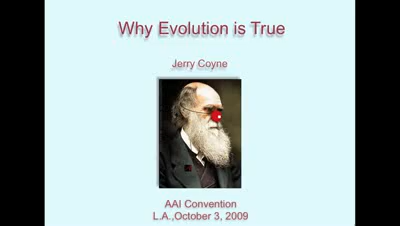 Why Evolution is True
Jerry Coyne
AAI Convention
L.A.,October 3, 2009